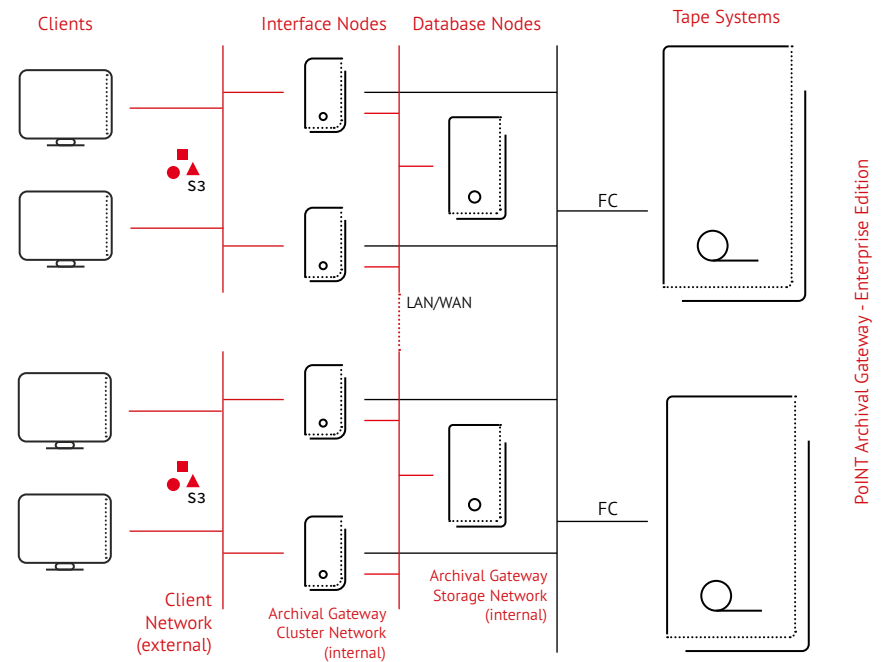 Clients
Interface Nodes
Database Nodes
Tape Systems
S3
FC
LAN/WAN
S3
FC
Client
Network
(external)
Archival Gateway
Cluster Network
(internal)
Archival Gateway
Storage Network
(internal)
PoINT Archival Gateway - Enterprise Edition